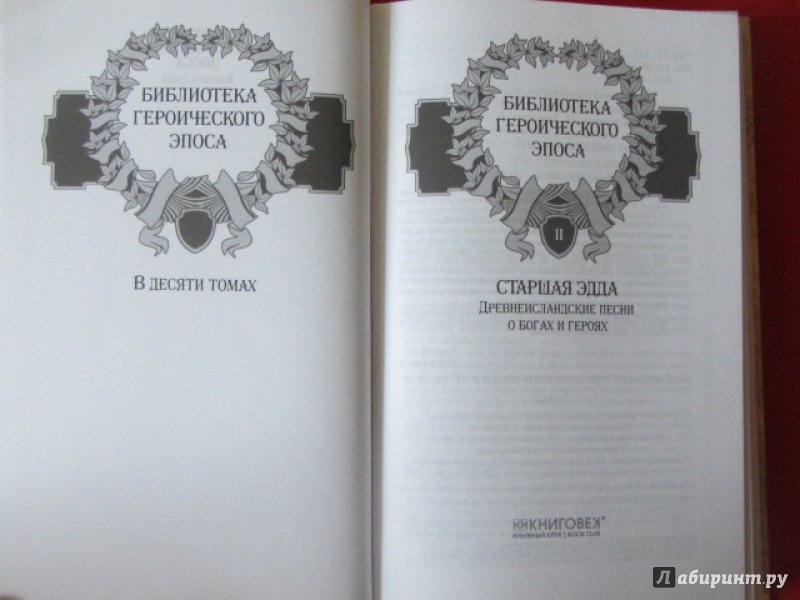 БИБЛИОТЕКА
ГЕРОИЧЕСКОГО
ЭПОСА
В ДЕСЯТИ ТОМАХ
БИБЛИОТЕКА
ГЕРОИЧЕСКОГО
ЭПОСА
II
СТАРШАЯ ЭДДА
ДРЕВНЕИСЛАНДСКИЕ ПЕСНИ
О БОГАХ И ГЕРОЯХ
КНИГОВЕК
КНИЖНЫЙ КЛУБ | BOOK CLUB
Лабиринт.ру